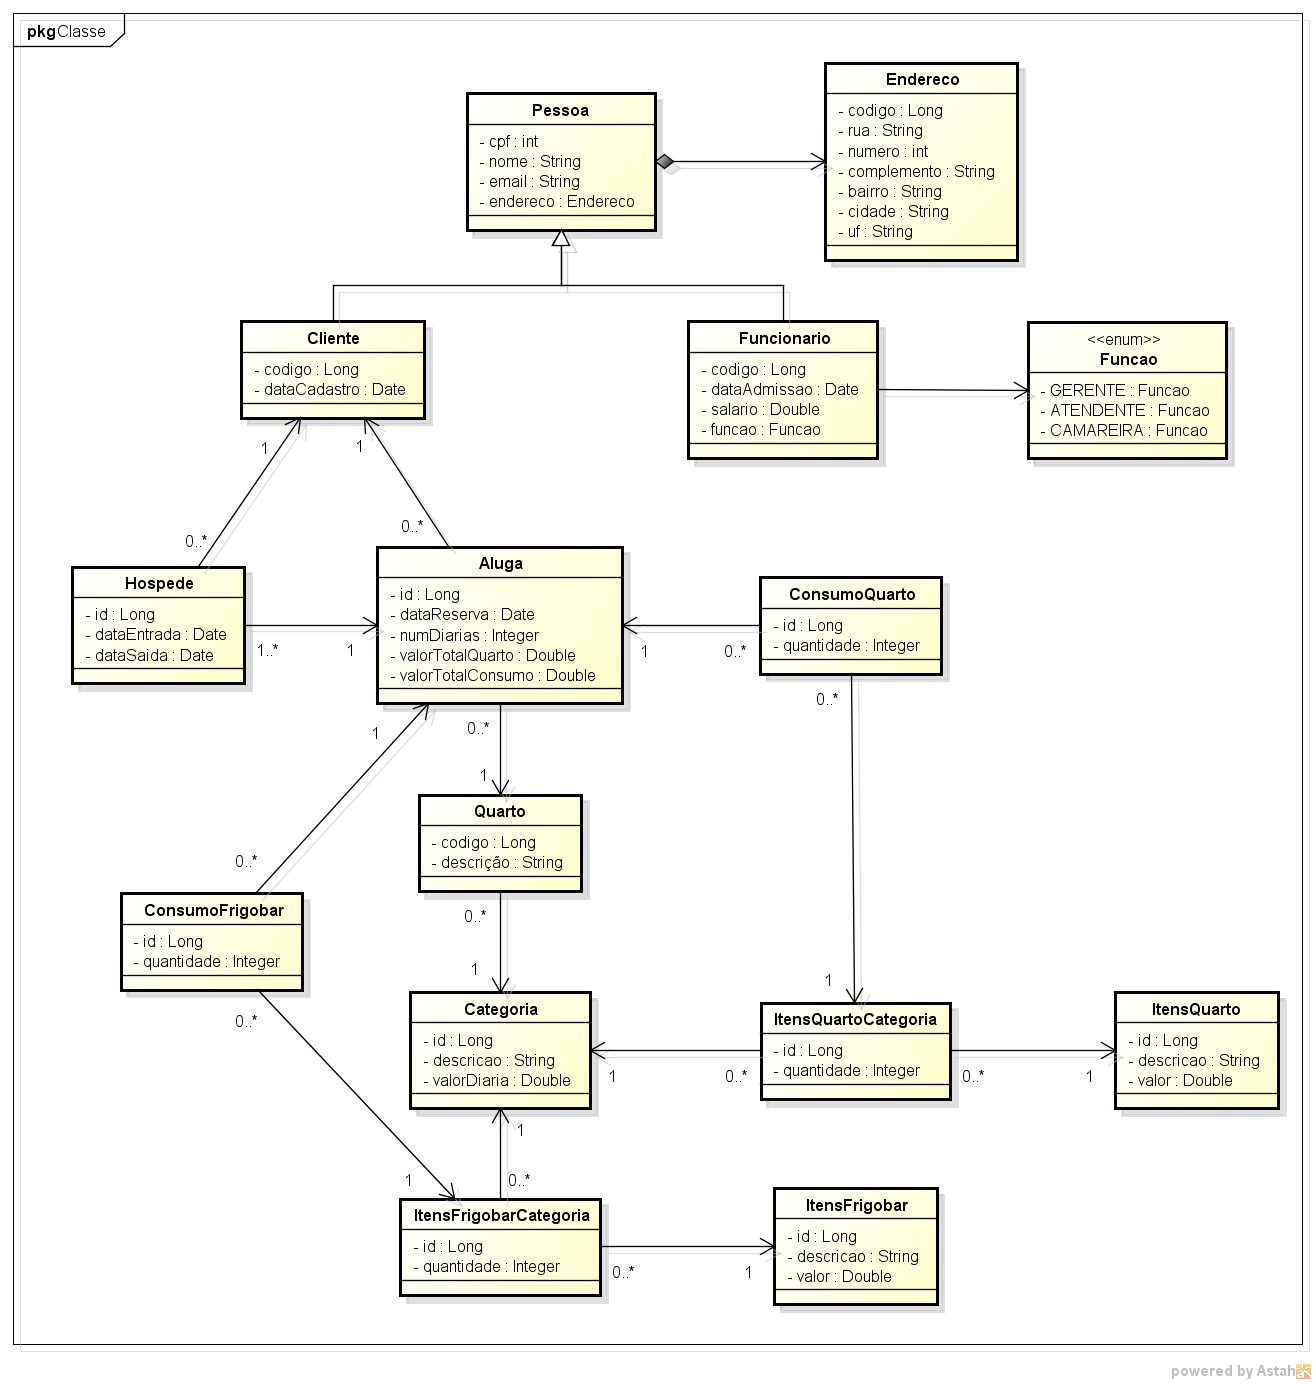 pkg Classe
Pessoa
- cpf : int
- nome : String
- email : String
- endereco : Endereco
Endereco
- codigo : Long
- rua : String
- numero : int
- complemento : String
- bairro : String
- cidade : String
- uf : String
Cliente
- codigo : Long
- dataCadastro : Date
Funcionario
- codigo : Long
- dataAdmissao : Date
- salario : Double
- funcao : Funcao
<<enum>>
Funcao
- GERENTE : Funcao
- ATENDENTE : Funcao
- CAMAREIRA : Funcao
1
1
0..*
0..*
Hospede
- id : Long
- dataEntrada : Date
- dataSaida : Date
1..*
1
Aluga
- id : Long
- dataReserva : Date
- numDiarias : Integer
- valorTotalQuarto : Double
- valorTotalConsumo : Double
1
0..*
ConsumoQuarto
- id : Long
- quantidade : Integer
0..*
1
0..*
1
Quarto
- codigo : Long
- descrição : String
0..*
ConsumoFrigobar
- id : Long
- quantidade : Integer
0..*
0..*
1
1
Categoria
- id : Long
- descricao : String
- valorDiaria : Double
1
0..*
ItensQuartoCategoria
- id : Long
- quantidade : Integer
0..*
1
ItensQuarto
- id : Long
- descricao : String
- valor : Double
1
0..*
1
ItensFrigobarCategoria
- id : Long
- quantidade : Integer
0..*
1
ItensFrigobar
- id : Long
- descricao : String
- valor : Double
powered by Astah